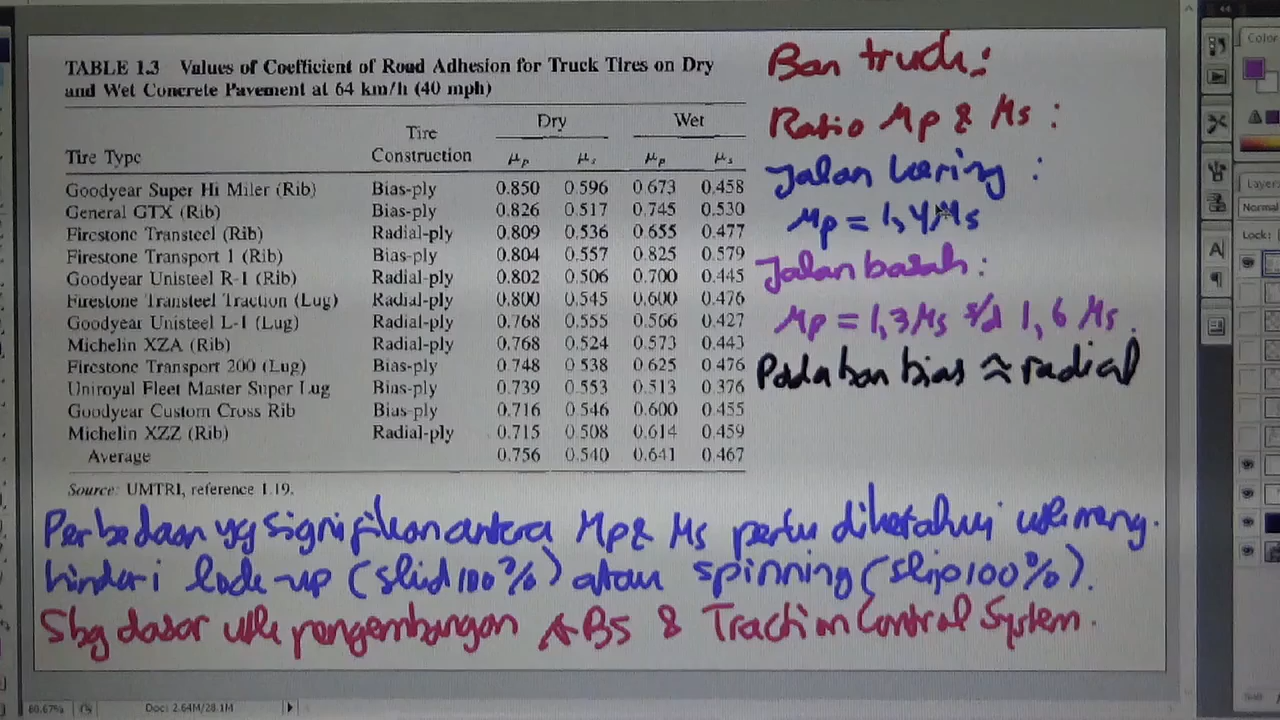 TABLE 1.3 Values of Coefficient of Road Adhesion for Truck Tires on Dry
and Wet Concrete Pavement at 64 km/h (40 mph)
Dry Wet
Tire Type Tire Construction μp μs μp μs
Goodyear Super Hi Miler (Rib) Bias-ply 0.850 0.596 0.673 0.458
General GTX (Rib) Bias-ply 0.826 0.517 0.745 0.530
Firestone Transteel (Rib) Radial-ply 0.809 0.536 0.655 0.477
Firestone Transport 1 (Rib) Bias-ply 0.804 0.557 0.825 0.579
Goodyear Unisteel R-1 (Rib) Radial-ply 0.802 0.506 0.700 0.445
Firestone Transteel Traction (Lug) Radial-ply 0.800 0.545 0.600 0.476
Goodyear Unisteel L-1 (Lug) Radial-ply 0.768 0.555 0.566 0.427
Michelin XZA (Rib) Radial-ply 0.768 0.524 0.573 0.443
Firestone Transport 200 (Lug) Bias-ply 0.748 0.538 0.625 0.476
Uniroyal Fleet Master Super Lug Bias-ply 0.739 0.553 0.513 0.376
Goodyear Custom Cross Rib Bias-ply 0.716 0.546 0.600 0.455
Michelin XZZ (Rib) Radial-ply 0.715 0.508 0.614 0.459
Average 0.756 0.540 0.641 0.467
Source: UMTRI, reference 1.19.
Ban truck:
Ratio μp & μs :
Jalan kering :
μp = 1,4 μs
Jalan basah :
μp = 1,3 μs s/d 1,6 μs.
Pada ban bias ≈ radial
Perbedaan yg signifikan antara μp & μs perlu diketahui utk meng-
hindari lock-up (slid 100%) atau spinning (slip 100%).
Sbg dasar utk pengembangan ABS & Traction Control System.
Color
Layers
Normal
Lock:
Doc: 2.64M/28.1M